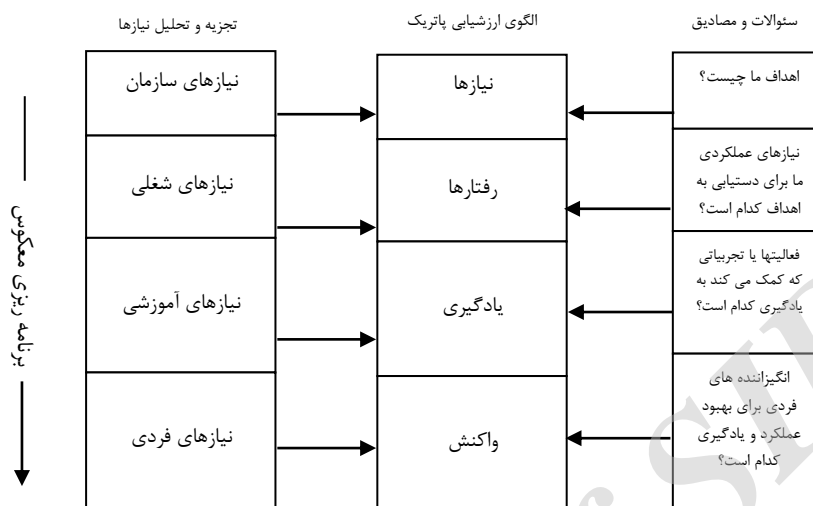 سئوالات و مصادیق
الگوی ارزشیابی پاتریک
تجزیه و تحلیل نیازها
اهداف ما چیست؟
نیازها
نیازهای سازمان
نیازهای عملکردی
ما برای دستیابی به
اهداف کدام است؟
رفتارها
نیازهای شغلی
فعالیتها یا تجربیاتی
که کمک می کند به
یادگیری کدام است؟
یادگیری
نیازهای آموزشی
انگیزاننده های
فردی برای بهبود
عملکرد و یادگیری
کدام است؟
واکنش
نیازهای فردی
برنامه ریزی معکوس
SID